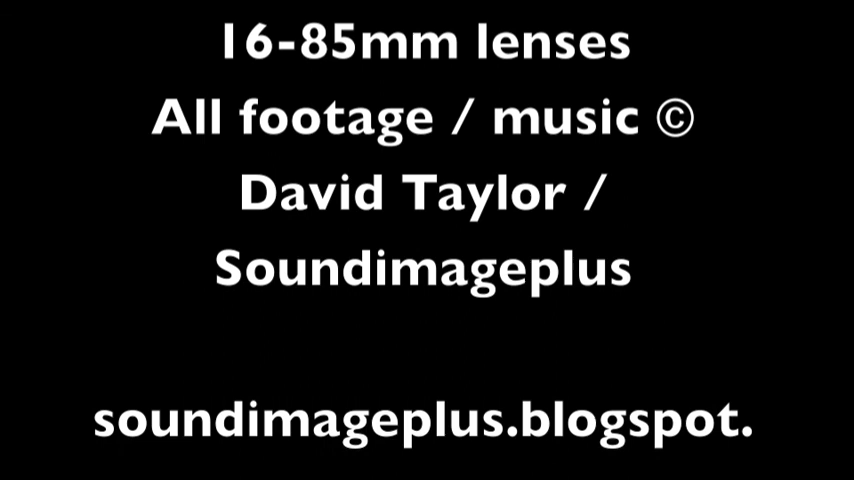 16-85mm lenses
All footage / music ©
David Taylor /
Soundimageplus
soundimageplus.blogspot.